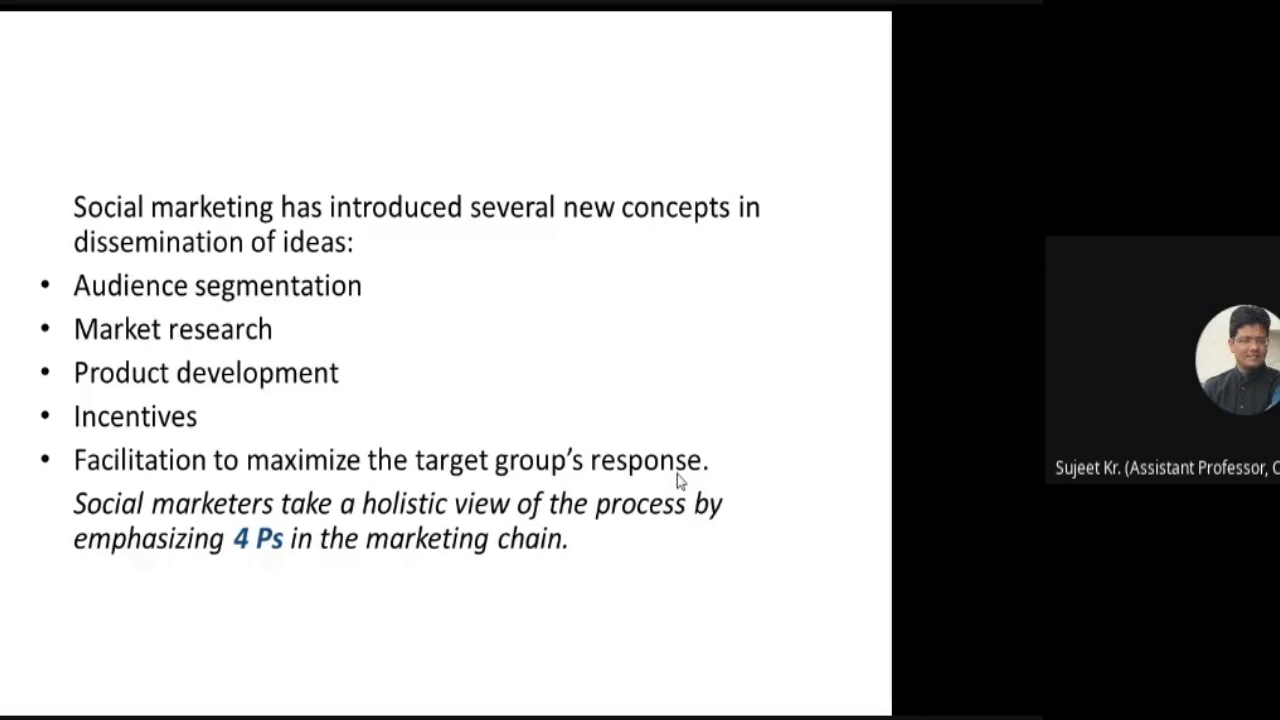 Social marketing has introduced several new concepts in
dissemination of ideas:
• Audience segmentation
• Market research
• Product development
• Incentives
• Facilitation to maximize the target group's response.
Social marketers take a holistic view of the process by
emphasizing 4 Ps in the marketing chain.
Sujeet Kr. (Assistant Professor,